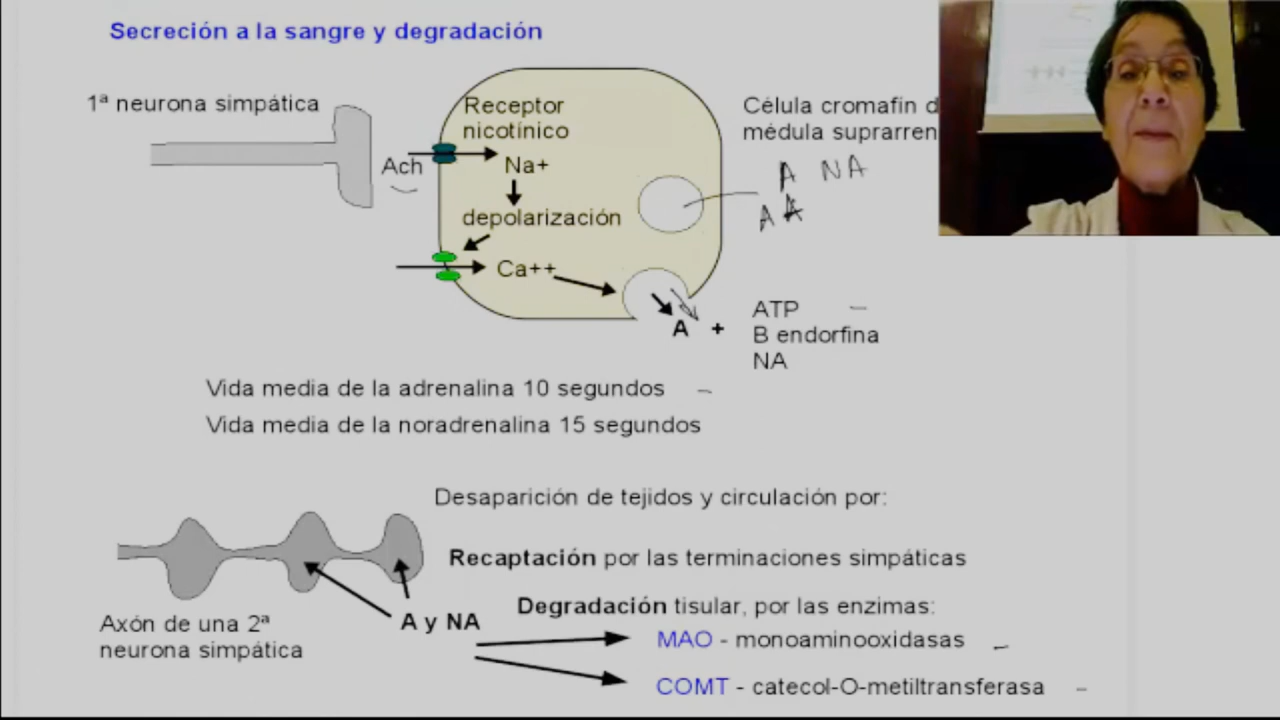 Secreción a la sangre y degradación
1ª neurona simpática
Ach
Receptor
nicotínico
Na+
depolarización
Ca++
Célula cromafin d
médula suprarren
A NA
A A
A +
ATP
B endorfina
NA
Vida media de la adrenalina 10 segundos
Vida media de la noradrenalina 15 segundos
Desaparición de tejidos y circulación por:
Recaptación por las terminaciones simpáticas
Degradación tisular, por las enzimas:
A y NA
Axón de una 2ª
neurona simpática
MAO - monoaminooxidasas
COMT - catecol-O-metiltransferasa